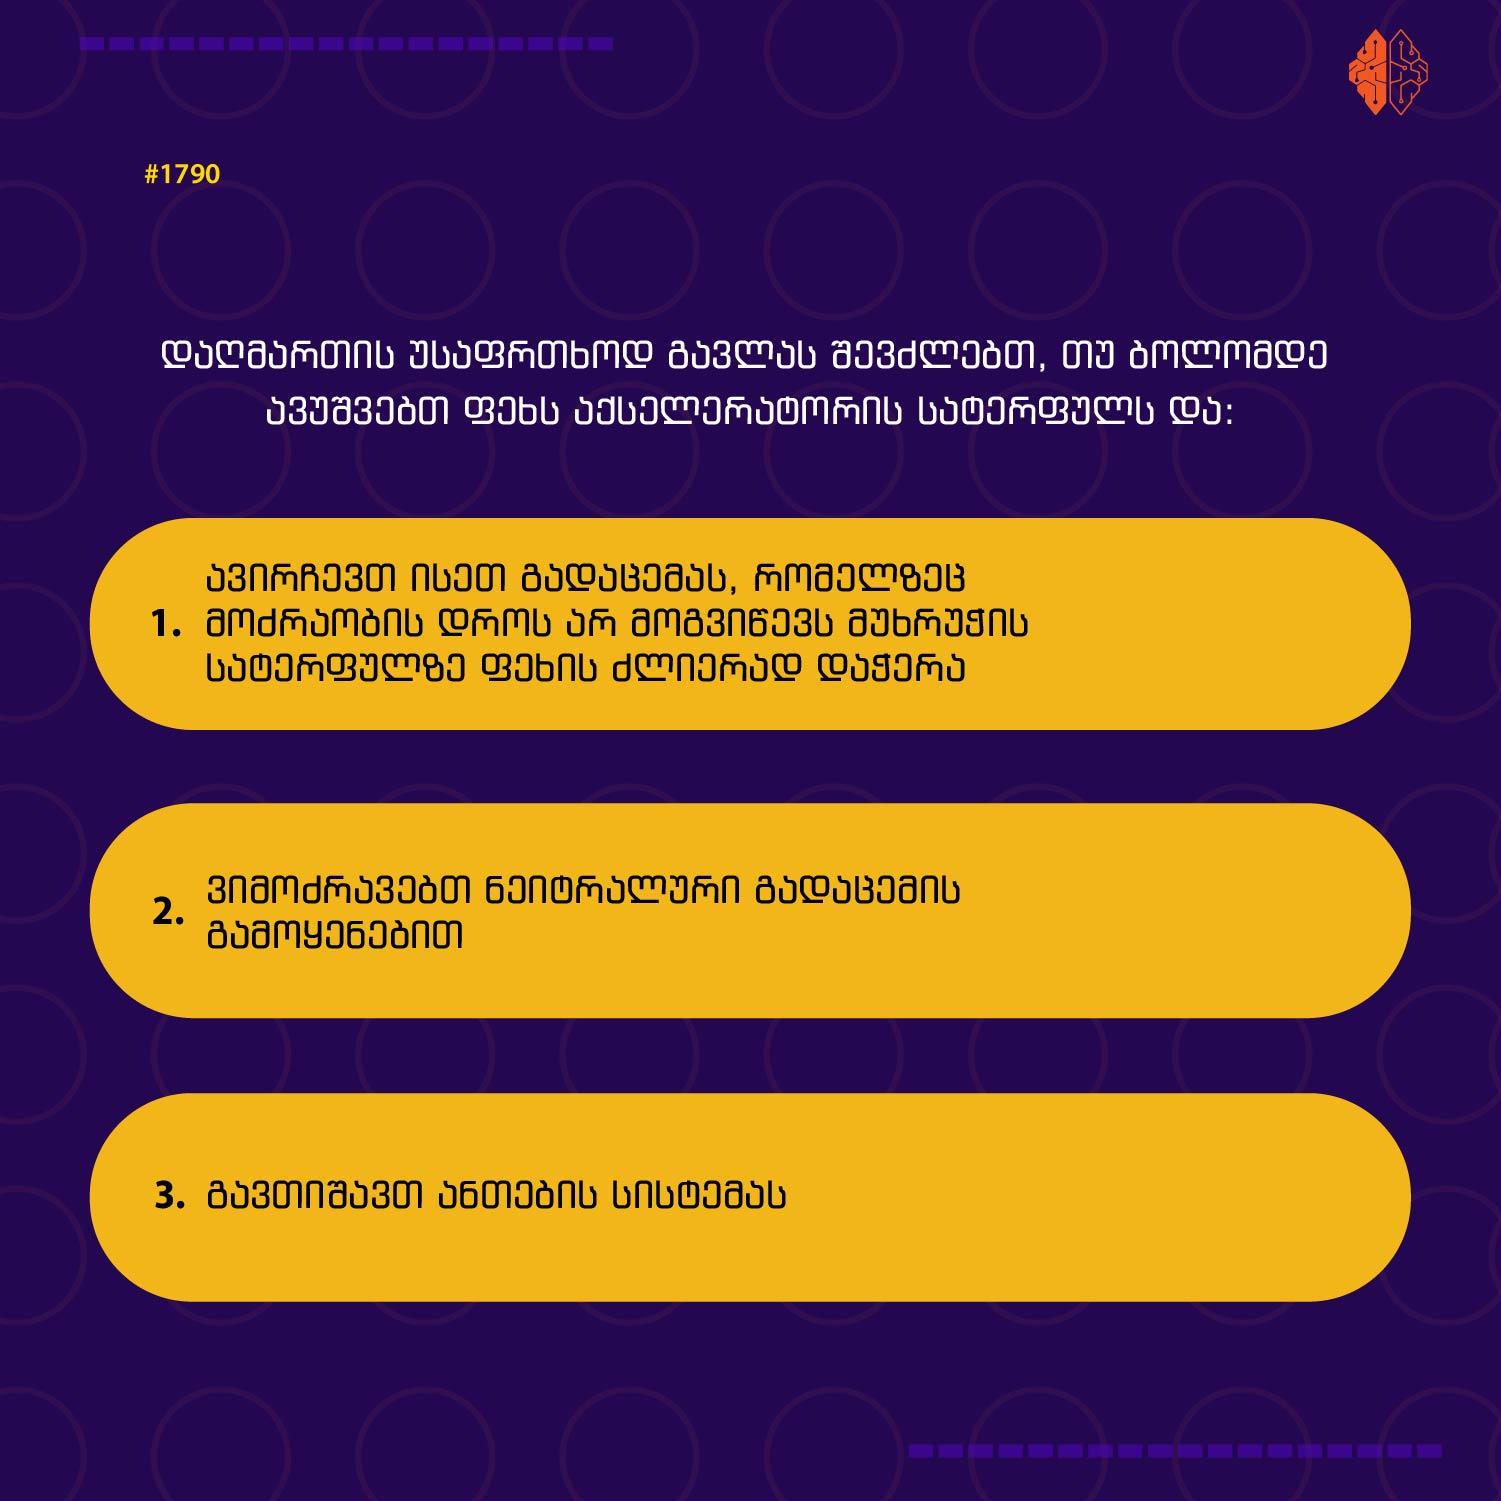 #1790
დაღმართის უსაფრთხოდ გავლას შევძლებთ, თუ ბოლომდე
ავუშვებთ ფეხს აქსელერატორის სატერფულს და:
ავირჩევთ ისეთ გადაცემას, რომელზეც
1. მოძრაობის დროს არ მოგვიწევს მუხრუჭის
სატერფულზე ფეხის ძლიერად დაჭერა
2. ვიმოძრავებთ ნეიტრალური გადაცემის
გამოყენებით
3. გავთიშავთ ანთების სისტემას